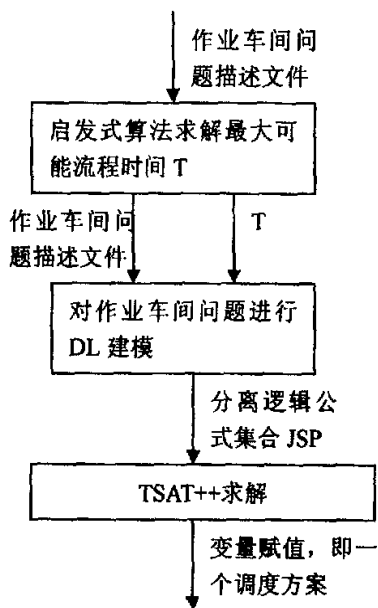 作业车间问
题描述文件
启发式算法求解最大可
能流程时间 T
作业车间问
题描述文件
T
对作业车间问题进行
DL 建模
分离逻辑公
式集合 JSP
TSAT++求解
变量赋值，即一
个调度方案